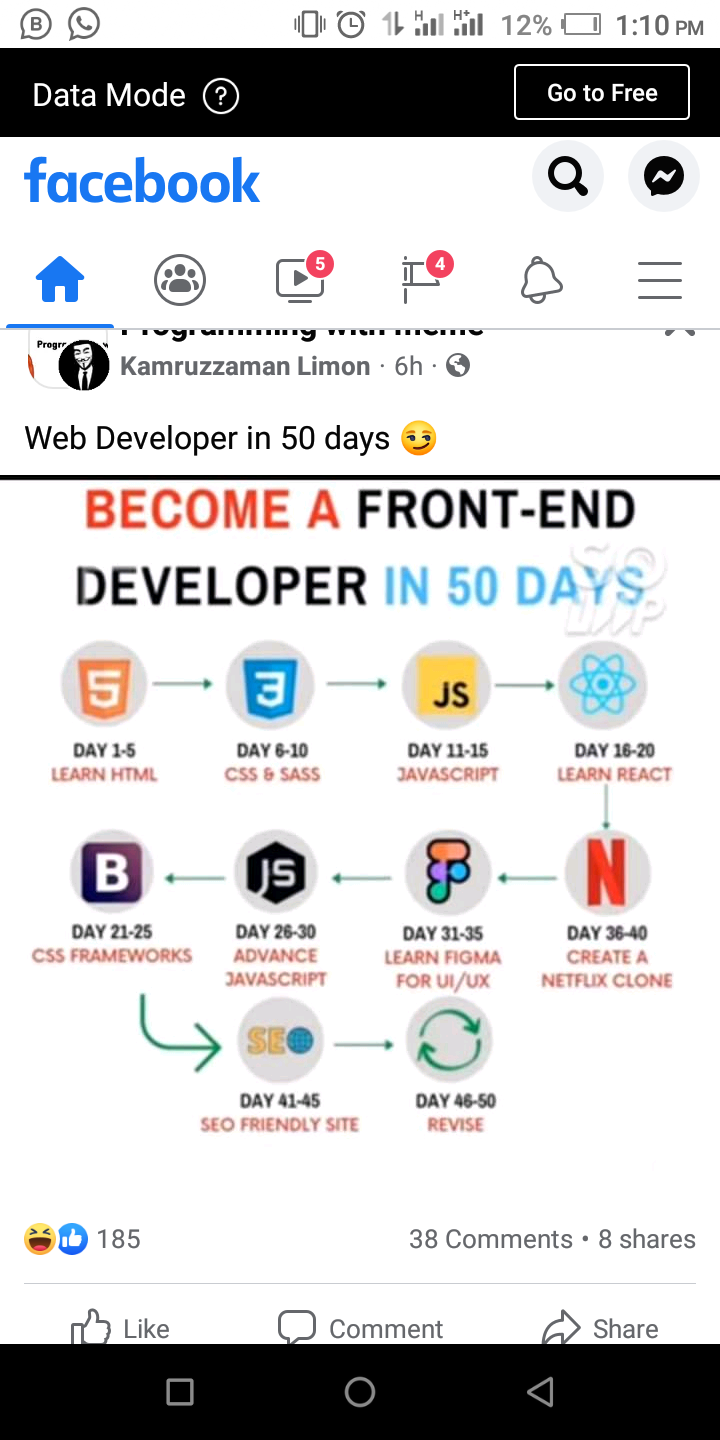 H H+ 12% 1:10 PM
Data Mode ? Go to Free
facebook
5 4
Programming with meme
Progr
Kamruzzaman Limon · 6h ·
Web Developer in 50 days 😏
BECOME A FRONT-END
DEVELOPER IN 50 DAYS
5 3 JS
DAY 1-5 DAY 6-10 DAY 11-15 DAY 16-20
LEARN HTML CSS & SASS JAVASCRIPT LEARN REACT
B JS N
DAY 21-25 DAY 26-30 DAY 31-35 DAY 36-40
CSS FRAMEWORKS ADVANCE LEARN FIGMA CREATE A
JAVASCRIPT FOR UI/UX NETFLIX CLONE
SEO
DAY 41-45 DAY 46-50
SEO FRIENDLY SITE REVISE
185 38 Comments • 8 shares
Like Comment Share